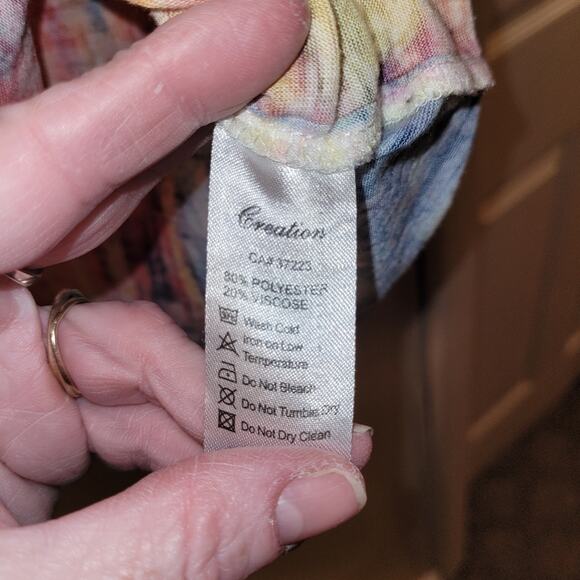 Creation
CA# 37223
80% POLYESTER
20% VISCOSE
Wash Cold
Iron on Low
Temperature
Do Not Bleach
Do Not Tumble Dry
Do Not Dry Clean